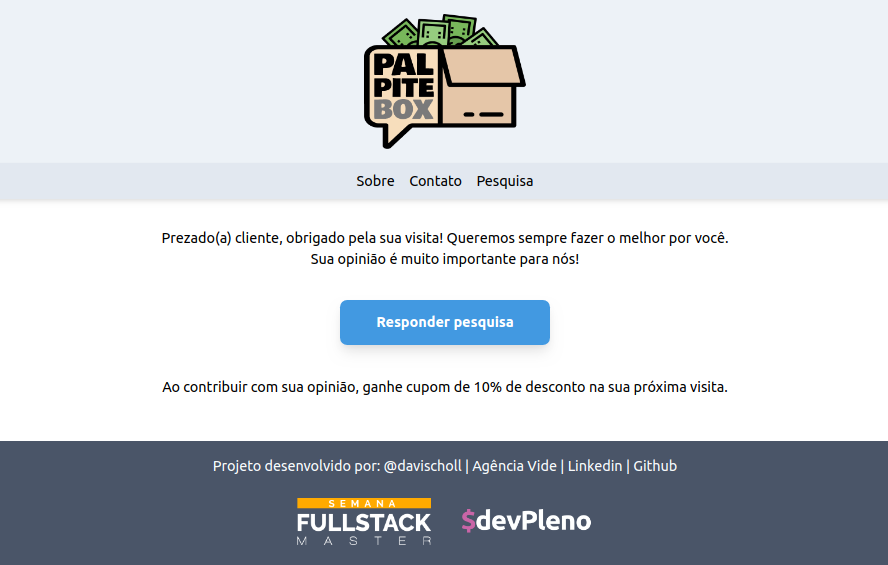 PAL
PITE
BOX
Sobre Contato Pesquisa
Prezado(a) cliente, obrigado pela sua visita! Queremos sempre fazer o melhor por você.
Sua opinião é muito importante para nós!
Responder pesquisa
Ao contribuir com sua opinião, ganhe cupom de 10% de desconto na sua próxima visita.
Projeto desenvolvido por: @davischoll | Agência Vide | Linkedin | Github
SEMANA
FULLSTACK
MASTER
$devPleno